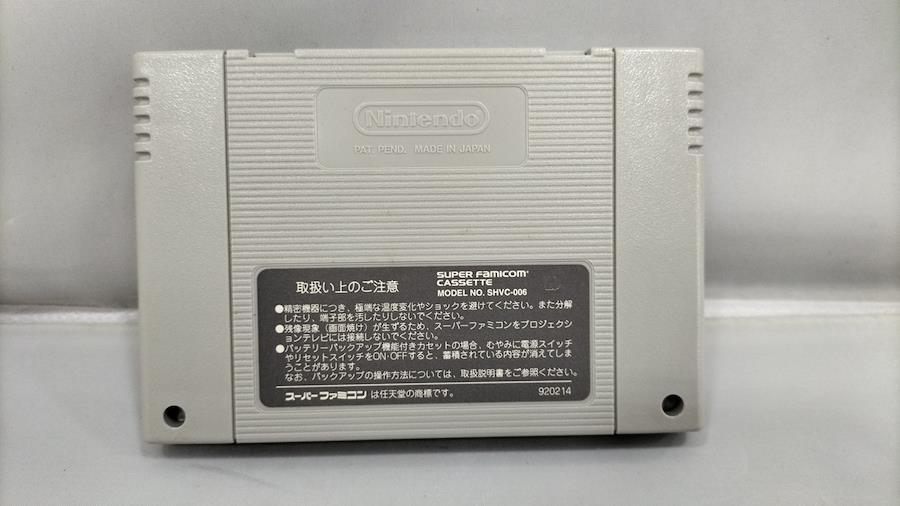 Nintendo
PAT. PEND. MADE IN JAPAN
取扱い上のご注意
SUPER FAMICOM
CASSETTE
MODEL NO. SHVC-006
●精密機器につき、極端な温度変化やショックを避けてください。また分解
したり、端子部を汚したりしないでください。
●残像現象（画面焼け）が生ずるため、スーパーファミコンをプロジェクシ
ョンテレビには接続しないでください。
●バッテリーバックアップ機能付きカセットの場合、むやみに電源スイッチ
やリセットスイッチをON・OFFすると、蓄積されている内容が消えてしま
うことがあります。
なお、バックアップの操作方法については、取扱説明書をご参照ください。
スーパーファミコン は任天堂の商標です。
920214